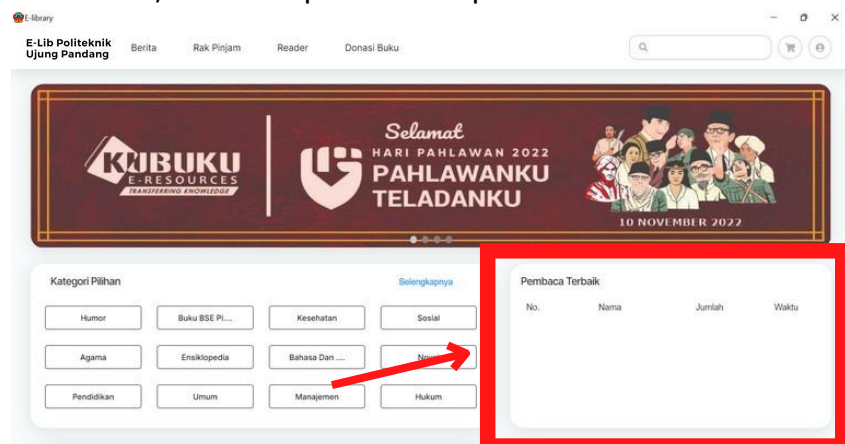 E-library
E-Lib Politeknik
Ujung Pandang
Berita
Rak Pinjam
Reader
Donasi Buku
KUBUKU
E-RESOURCES
TRANSFERRING KNOWLEDGE
Selamat
HARI PAHLAWAN 2022
PAHLAWANKU
TELADANKU
10 NOVEMBER 2022
Kategori Pilihan
Selengkapnya
Humor
Buku BSE Pi....
Kesehatan
Sosial
Agama
Ensiklopedia
Bahasa Dan ....
Pendidikan
Umum
Manajemen
Hukum
Pembaca Terbaik
No.
Nama
Jumlah
Waktu